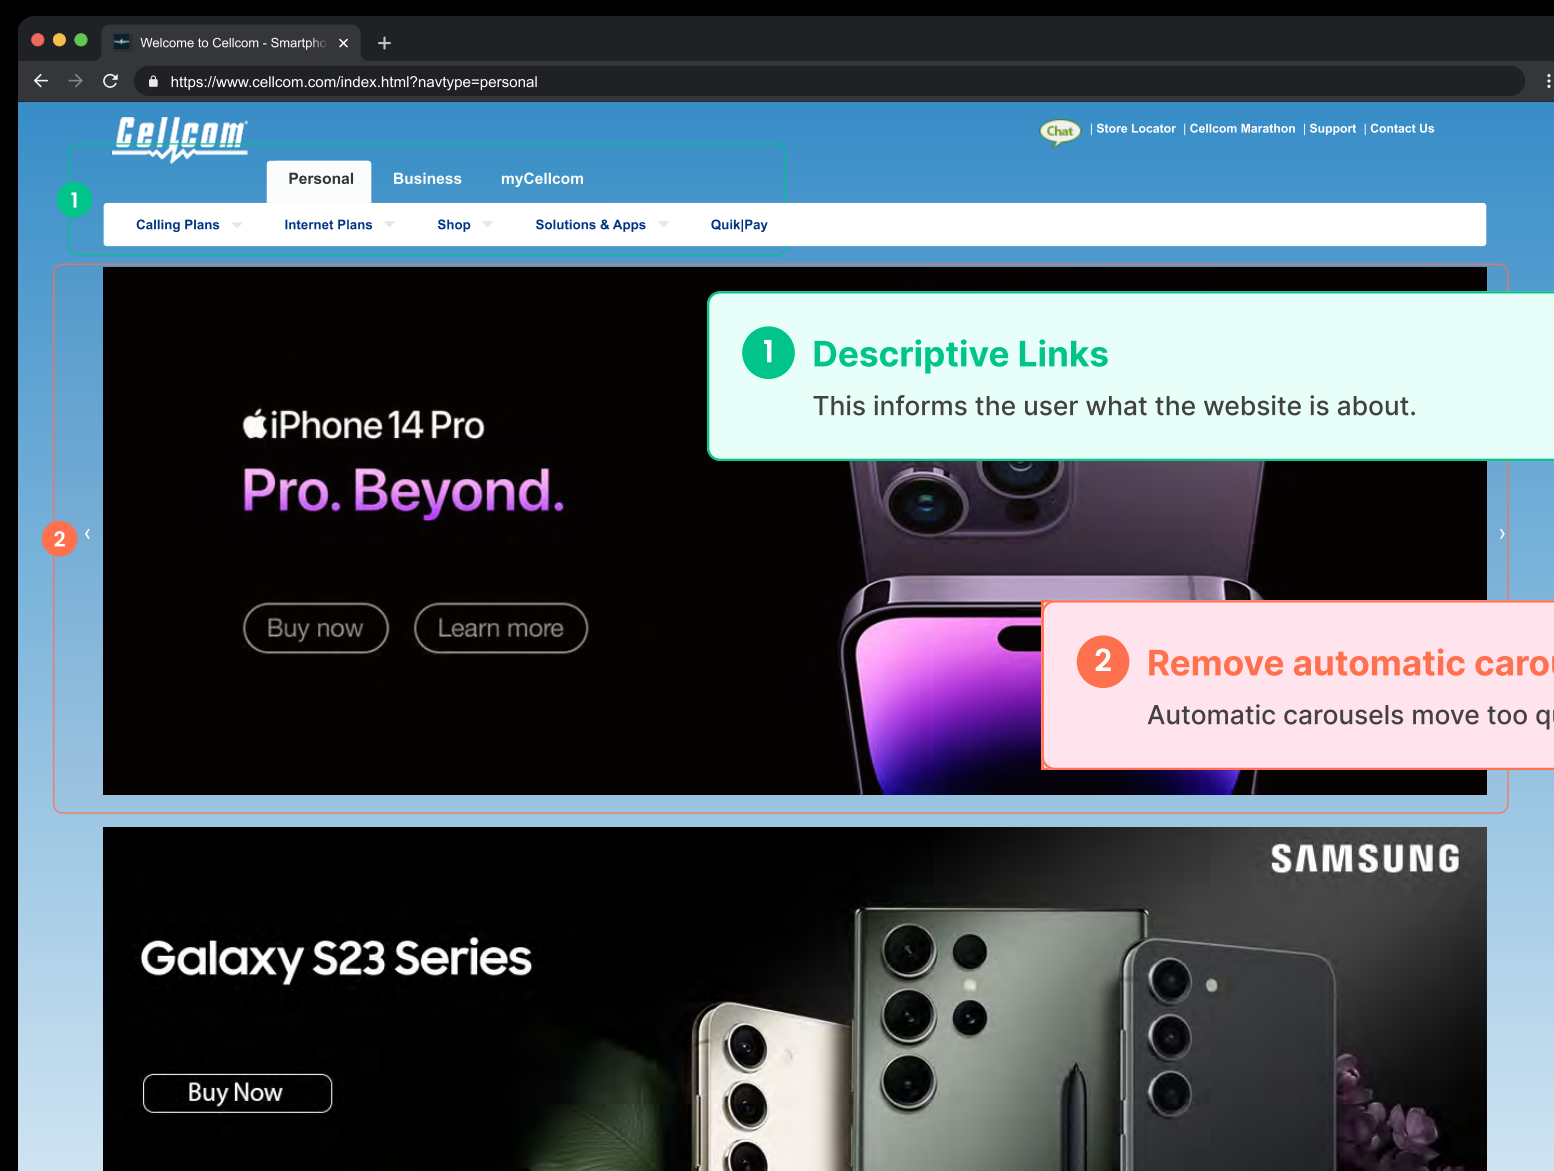 Welcome to Cellcom - Smartpho
https://www.cellcom.com/index.html?navtype=personal
Cellcom
Chat | Store Locator | Cellcom Marathon | Support | Contact Us
Personal Business myCellcom
1
Calling Plans Internet Plans Shop Solutions & Apps Quik|Pay
1 Descriptive Links
This informs the user what the website is about.
iPhone 14 Pro
Pro. Beyond.
2
Buy now Learn more
2 Remove automatic carou
Automatic carousels move too qu
SAMSUNG
Galaxy S23 Series
Buy Now